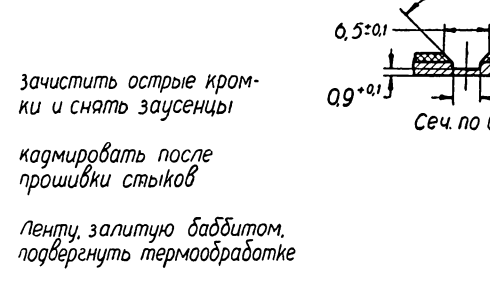 6,5±0,1
Зачистить острые кром-
ки и снять заусенцы
0,9+0,1
Сеч. по
Кадмировать после
прошивки стыков
Ленту, залитую баббитом,
подвергнуть термообработке